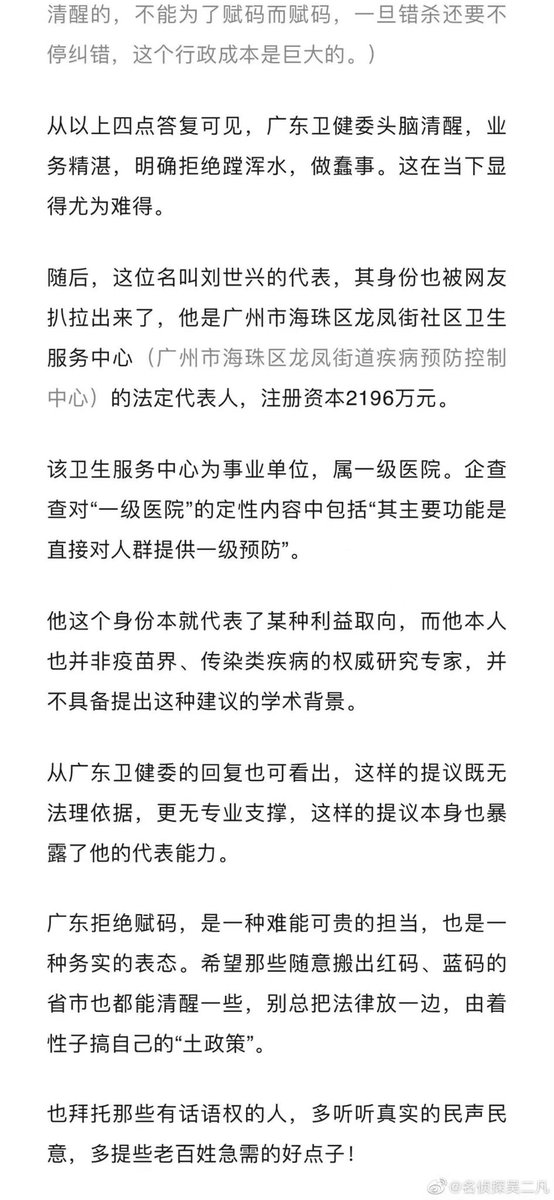 清醒的，不能为了赋码而赋码，一旦错杀还要不
停纠错，这个行政成本是巨大的。）
从以上四点答复可见，广东卫健委头脑清醒，业
务精湛，明确拒绝蹚浑水，做蠢事。这在当下显
得尤为难得。
随后，这位名叫刘世兴的代表，其身份也被网友
扒拉出来了，他是广州市海珠区龙凤街社区卫生
服务中心（广州市海珠区龙凤街道疾病预防控制
中心）的法定代表人，注册资本2196万元。
该卫生服务中心为事业单位，属一级医院。企查
查对“一级医院”的定性内容中包括“其主要功能是
直接对人群提供一级预防”。
他这个身份本就代表了某种利益取向，而他本人
也并非疫苗界、传染类疾病的权威研究专家，并
不具备提出这种建议的学术背景。
从广东卫健委的回复也可看出，这样的提议既无
法理依据，更无专业支撑，这样的提议本身也暴
露了他的代表能力。
广东拒绝赋码，是一种难能可贵的担当，也是一
种务实的表态。希望那些随意搬出红码、蓝码的
省市也都能清醒一些，别总把法律放一边，由着
性子搞自己的“土政策”。
也拜托那些有话语权的人，多听听真实的民声民
意，多提些老百姓急需的好点子！
@名侦探吴二凡